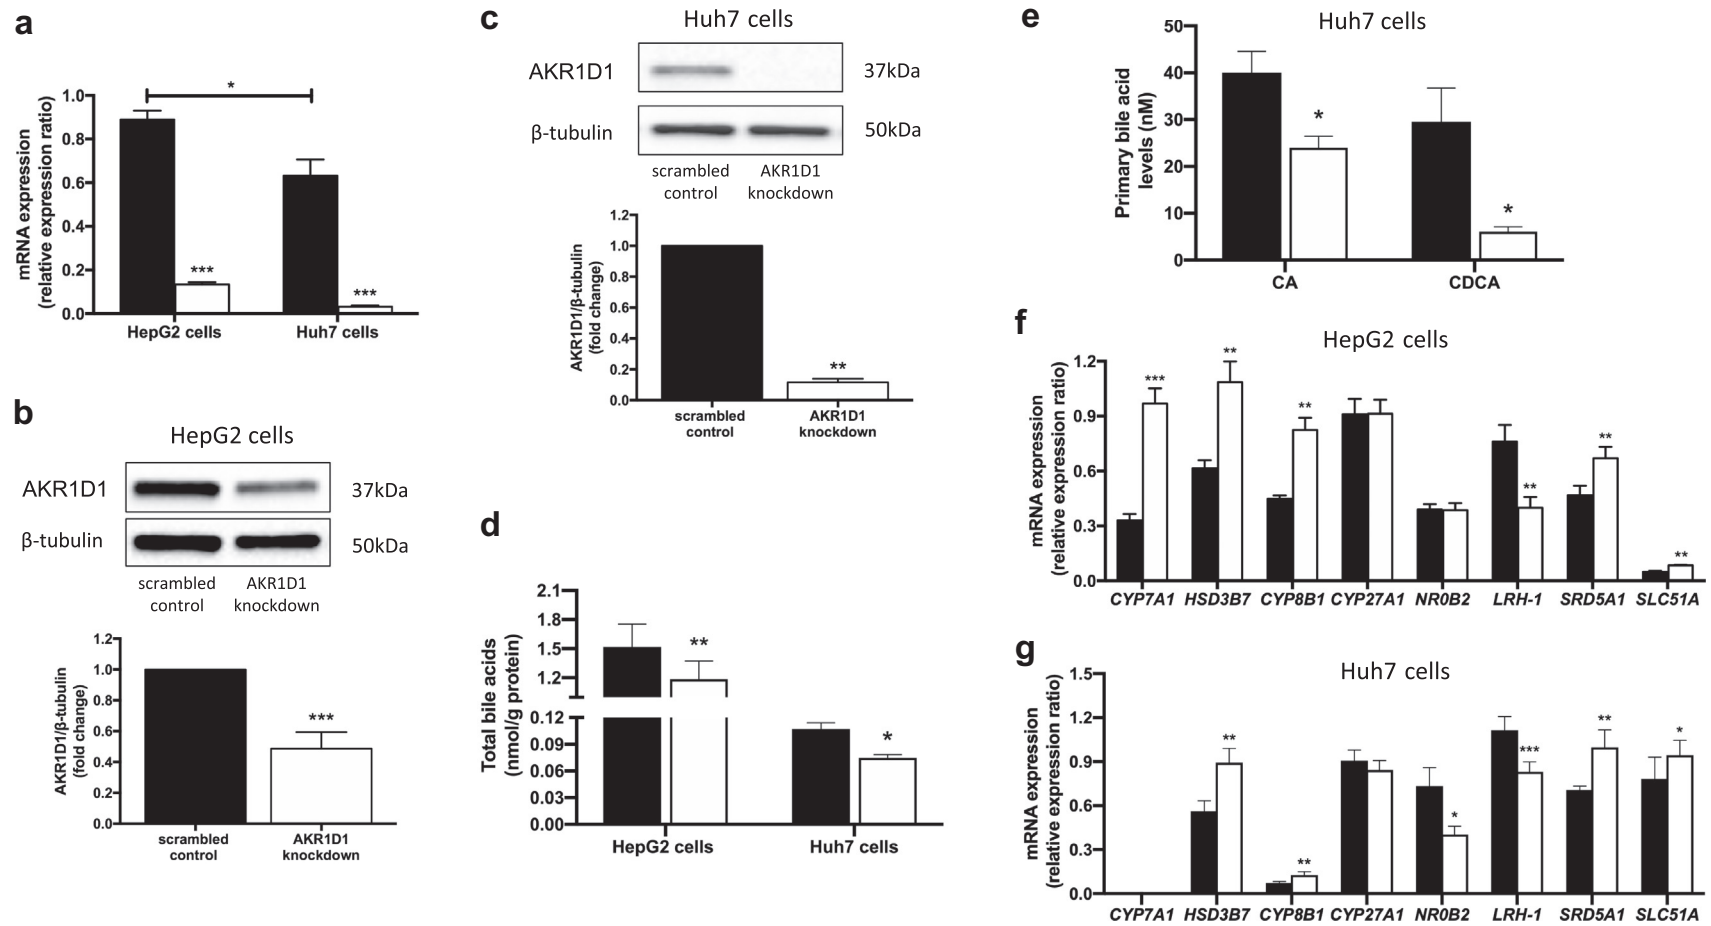 a
mRNA expression
(relative expression ratio)
1.0
0.8
0.6
0.4
0.2
0.0
*
***
***
HepG2 cells
Huh7 cells
b
HepG2 cells
AKR1D1
37kDa
β-tubulin
50kDa
scrambled
control
AKR1D1
knockdown
AKR1D1/β-tubulin
(fold change)
1.2
1.0
0.8
0.6
0.4
0.2
0.0
***
scrambled
control
AKR1D1
knockdown
c
Huh7 cells
AKR1D1
37kDa
β-tubulin
50kDa
scrambled
control
AKR1D1
knockdown
AKR1D1/β-tubulin
(fold change)
1.2
1.0
0.8
0.6
0.4
0.2
0.0
**
scrambled
control
AKR1D1
knockdown
d
Total bile acids
(nmol/g protein)
2.1
1.8
1.5
1.2
0.12
0.09
0.06
0.03
0.00
**
*
HepG2 cells
Huh7 cells
e
Huh7 cells
Primary bile acid
levels (nM)
50
40
30
20
10
0
*
*
CA
CDCA
f
HepG2 cells
mRNA expression
(relative expression ratio)
1.2
0.9
0.6
0.3
0.0
***
**
**
**
**
**
CYP7A1
HSD3B7
CYP8B1
CYP27A1
NR0B2
LRH-1
SRD5A1
SLC51A
g
Huh7 cells
mRNA expression
(relative expression ratio)
1.5
1.2
0.9
0.6
0.3
0.0
**
**
*
***
**
*
CYP7A1
HSD3B7
CYP8B1
CYP27A1
NR0B2
LRH-1
SRD5A1
SLC51A